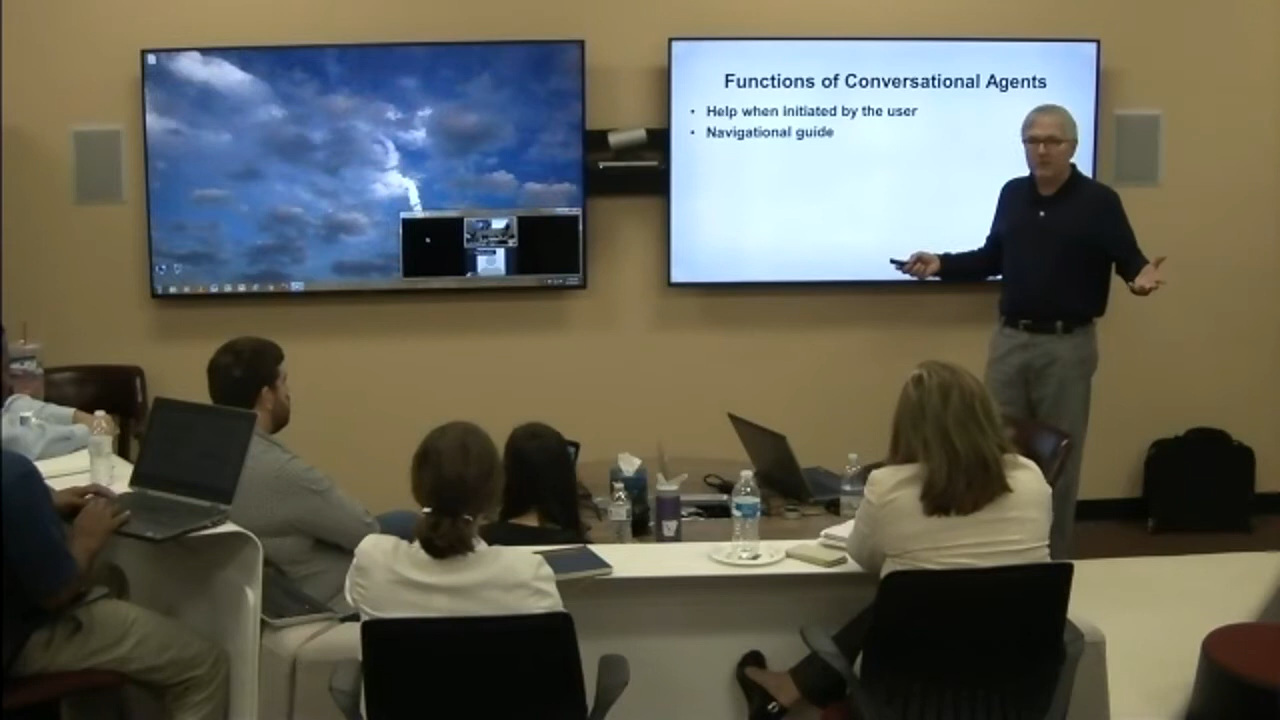 Functions of Conversational Agents
• Help when initiated by the user
• Navigational guide